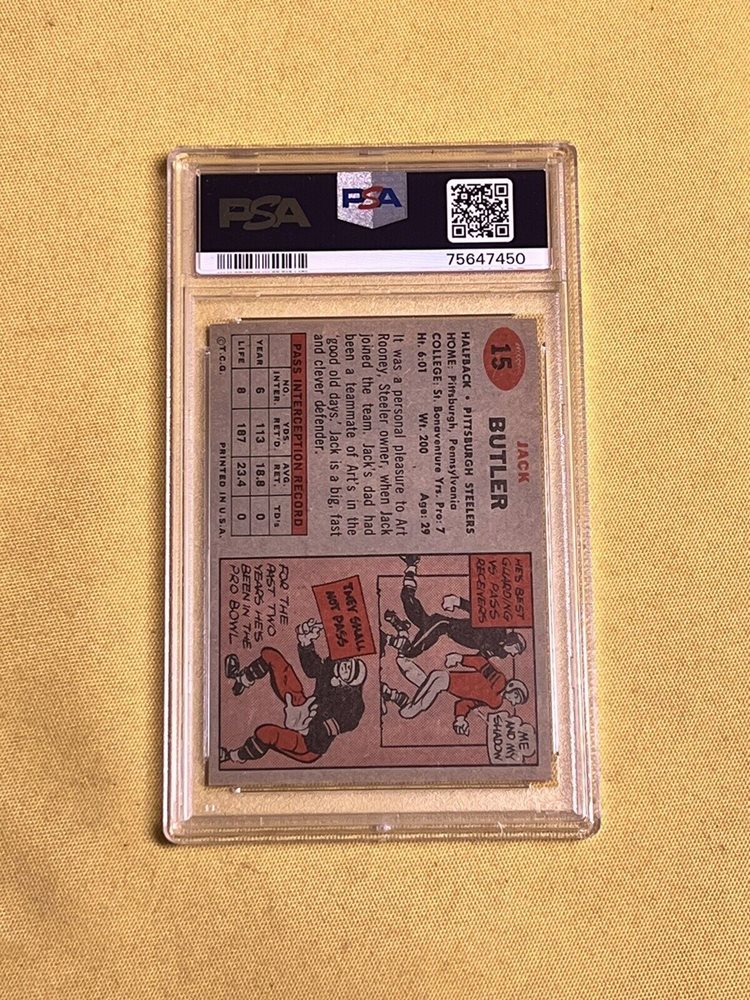 PSA
PSA
75647450
15
JACK
BUTLER
HALFBACK • PITTSBURGH STEELERS
HOME: Pittsburgh, Pennsylvania
COLLEGE: St. Bonaventure Yrs. Pro: 7
Ht. 6:01 Wt. 200 Age: 29
It was a personal pleasure to Art
Rooney, Steeler owner, when Jack
joined the team. Jack's dad had
been a teammate of Art's in the
'good old days.' Jack is a big, fast
and clever defender.
PASS INTERCEPTION RECORD
NO. INTER. YDS. RET'D. AVG. RET. TD's
YEAR 6 113 18.8 0
LIFE 8 187 23.4 0
©T.C.G. PRINTED IN U.S.A.
HE'S BEST
GUARDING
VS. PASS
RECEIVERS
ME
AND MY
SHADOW
THEY SHALL
NOT PASS
FOR THE
PAST TWO
YEARS HE'S
BEEN IN THE
PRO BOWL